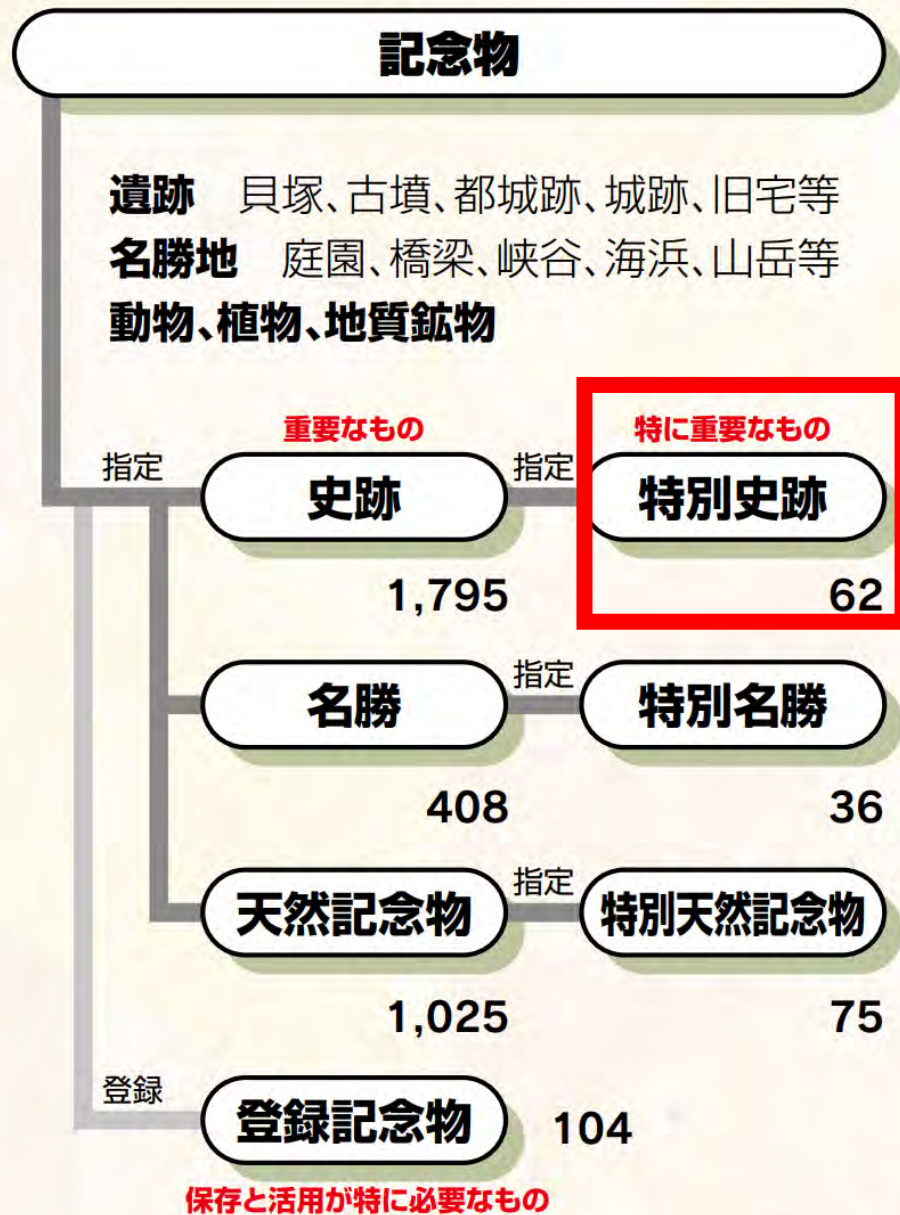 記念物
遺跡 貝塚、古墳、都城跡、城跡、旧宅等
名勝地 庭園、橋梁、峡谷、海浜、山岳等
動物、植物、地質鉱物
重要なもの 特に重要なもの
指定 史跡 指定 特別史跡
1,795 62
名勝 指定 特別名勝
408 36
天然記念物 指定 特別天然記念物
1,025 75
登録 登録記念物 104
保存と活用が特に必要なもの